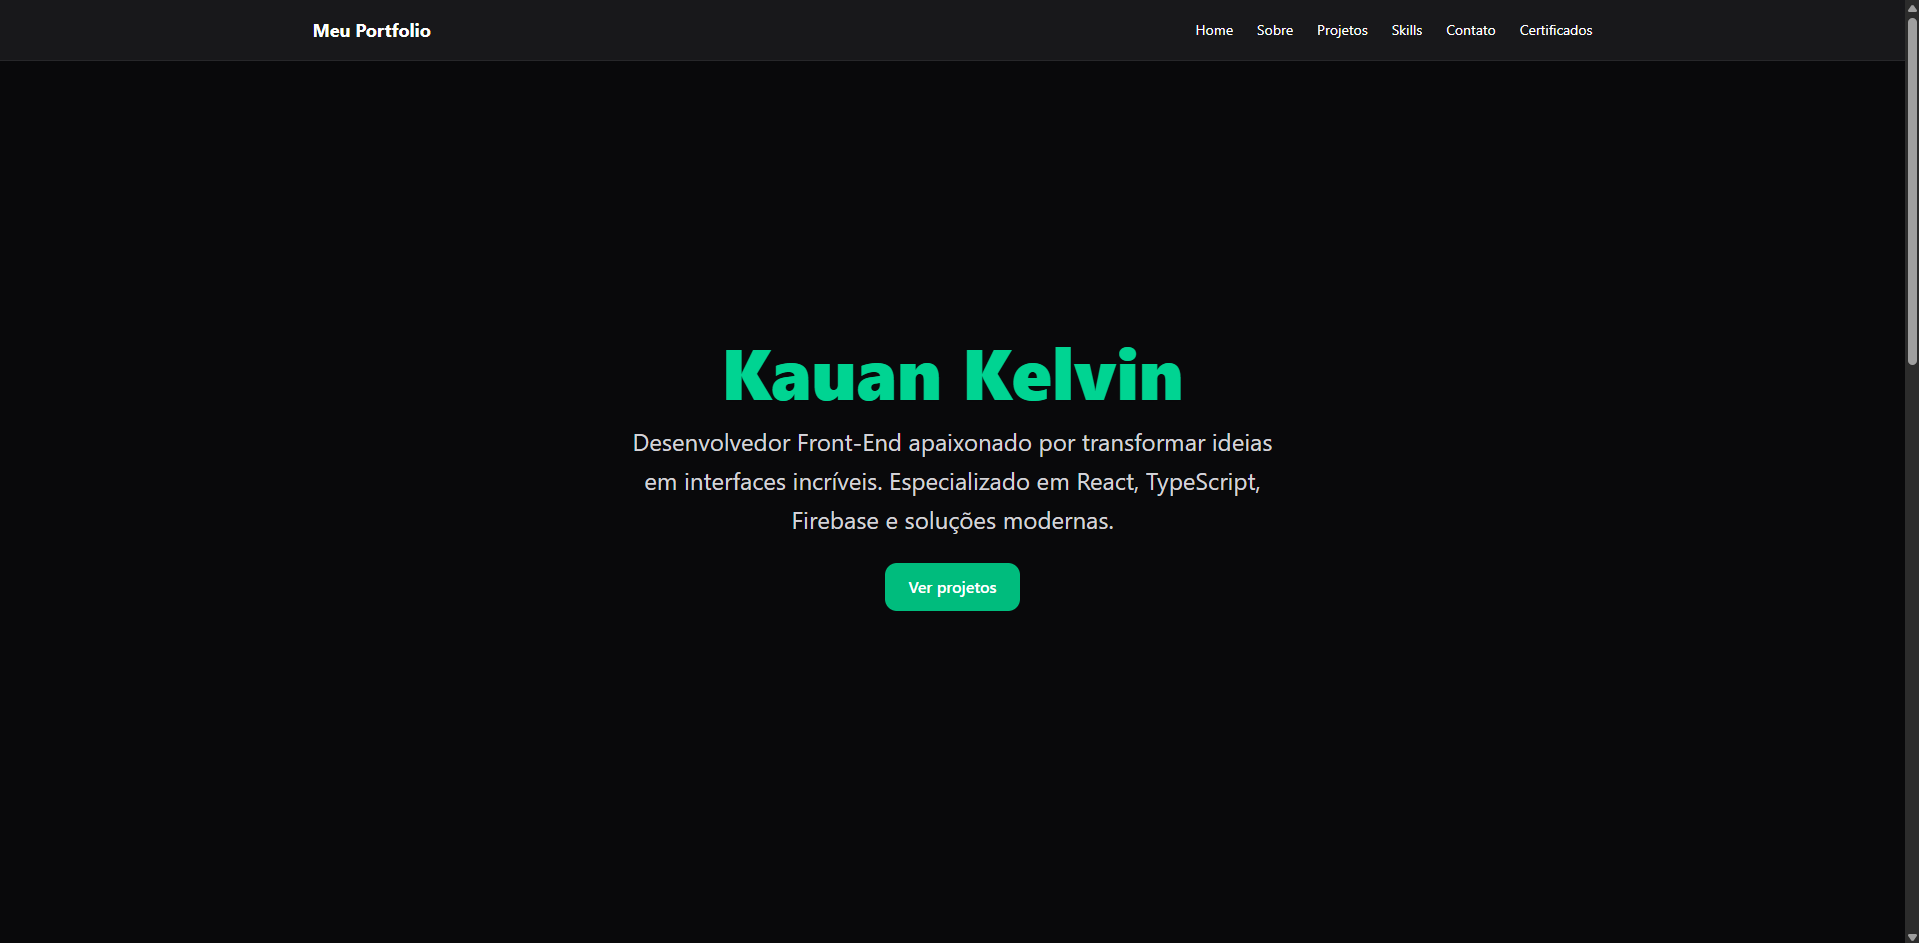 Meu Portfolio
Home Sobre Projetos Skills Contato Certificados
Kauan Kelvin
Desenvolvedor Front-End apaixonado por transformar ideias
em interfaces incríveis. Especializado em React, TypeScript,
Firebase e soluções modernas.
Ver projetos